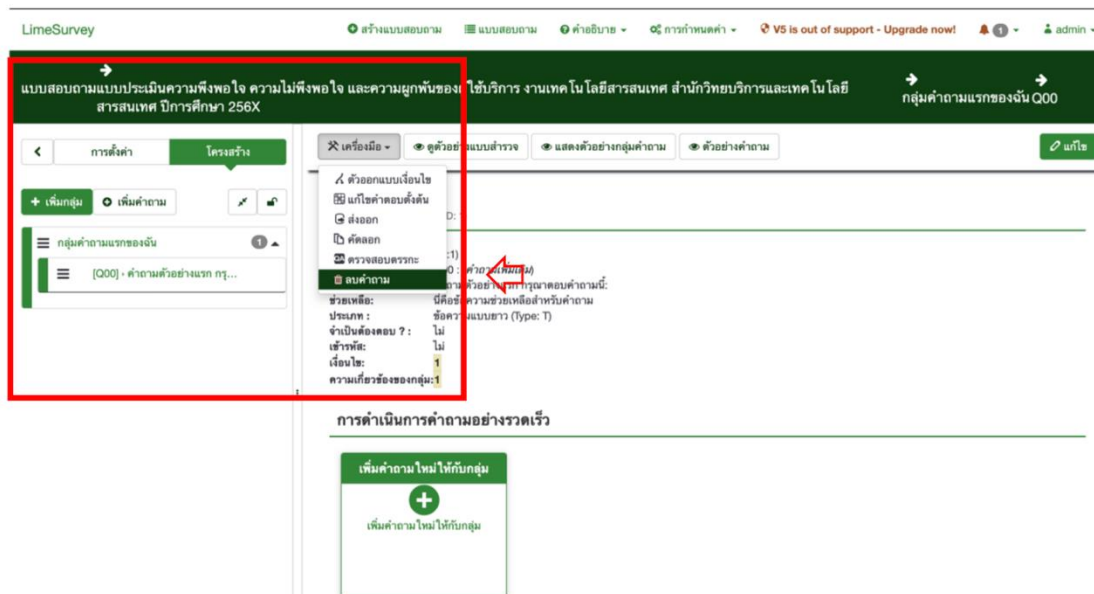 LimeSurvey
สร้างแบบสอบถาม
แบบสอบถาม
คำอธิบาย
การกำหนดค่า
V5 is out of support - Upgrade now!
1
admin
แบบสอบถามแบบประเมินความพึงพอใจ ความไม่พึงพอใจ และความผูกพันของ ใช้บริการ งานเทคโนโลยีสารสนเทศ สำนักวิทยบริการและเทคโนโลยี
สารสนเทศ ปีการศึกษา 256X
กลุ่มคำถามแรกของฉัน
Q00
การตั้งค่า
โครงสร้าง
เครื่องมือ
ดูตัวอย่างแบบสำรวจ
แสดงตัวอย่างกลุ่มคำถาม
ตัวอย่างคำถาม
แก้ไข
เพิ่มกลุ่ม
เพิ่มคำถาม
กลุ่มคำถามแรกของฉัน
1
[Q00] › คำถามตัวอย่างแรก กรุ...
ตัวออกแบบเงื่อนไข
แก้ไขคำตอบตั้งต้น
ส่งออก
คัดลอก
ตรวจสอบตรรกะ
ลบคำถาม
:1)
คำถามเพิ่มเติม)
กรุณาตอบคำถามนี้:
ช่วยเหลือ: นี่คือข้อความช่วยเหลือสำหรับคำถาม
ประเภท : ข้อความแบบยาว (Type: T)
จำเป็นต้องตอบ ? : ไม่
เข้ารหัส: ไม่
เงื่อนไข: 1
ความเกี่ยวข้องของกลุ่ม:1
การดำเนินการคำถามอย่างรวดเร็ว
เพิ่มคำถามใหม่ให้กับกลุ่ม
เพิ่มคำถามใหม่ให้กับกลุ่ม